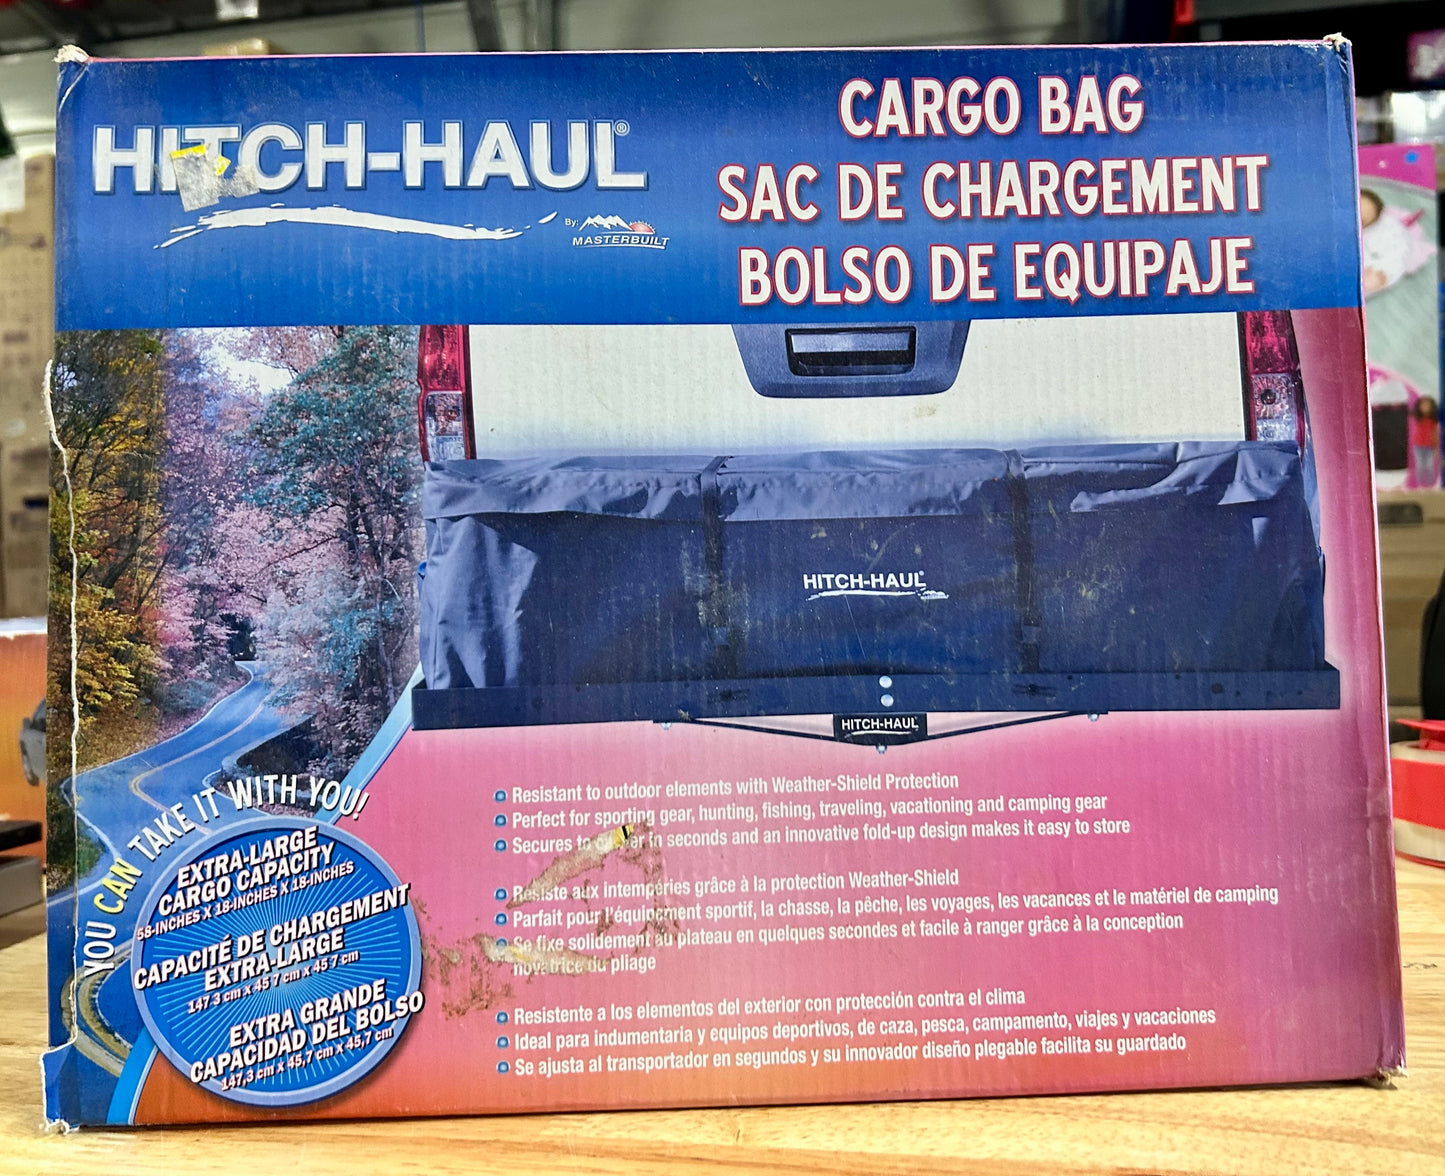 HITCH-HAUL®
By: MASTERBUILT
CARGO BAG
SAC DE CHARGEMENT
BOLSO DE EQUIPAJE
HITCH-HAUL®
MASTERBUILT
HITCH-HAUL
YOU CAN TAKE IT WITH YOU!
EXTRA-LARGE
CARGO CAPACITY
58-INCHES X 18-INCHES X 18-INCHES
CAPACITÉ DE CHARGEMENT
EXTRA-LARGE
147 3 cm x 45 7 cm x 45 7 cm
EXTRA GRANDE
CAPACIDAD DEL BOLSO
147,3 cm x 45,7 cm x 45,7 cm
Resistant to outdoor elements with Weather-Shield Protection
Perfect for sporting gear, hunting, fishing, traveling, vacationing and camping gear
Secures to in seconds and an innovative fold-up design makes it easy to store
Résiste aux intempéries grâce à la protection Weather-Shield
Parfait pour l'équipement sportif, la chasse, la pêche, les voyages, les vacances et le matériel de camping
Se fixe solidement au plateau en quelques secondes et facile à ranger grâce à la conception
novatrice du pliage
Resistente a los elementos del exterior con protección contra el clima
Ideal para indumentaria y equipos deportivos, de caza, pesca, campamento, viajes y vacaciones
Se ajusta al transportador en segundos y su innovador diseño plegable facilita su guardado